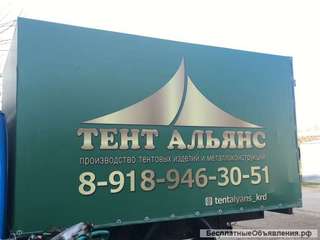 ТЕНТ АЛЬЯНС
производство тентовых изделий и металлоконструкций
8-918-946-30-51
tentalyans_krd
БесплатныеОбъявления.рф